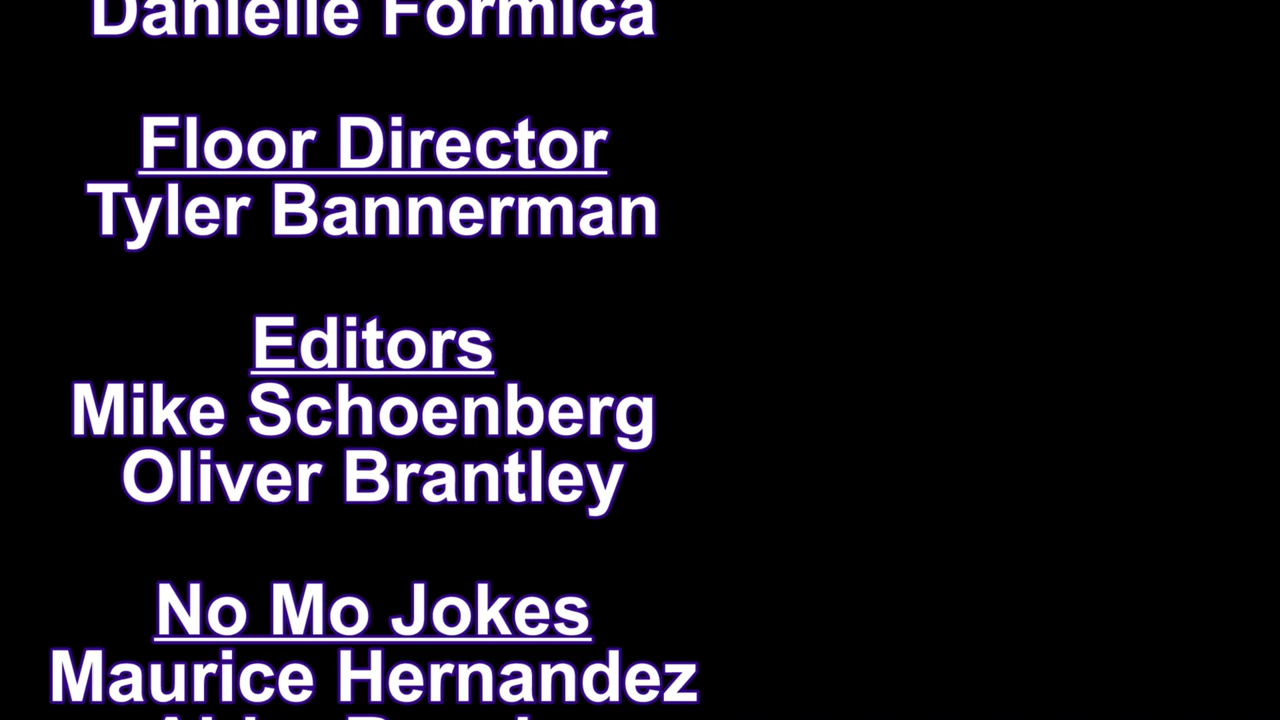 Danielle Formica
Floor Director
Tyler Bannerman
Editors
Mike Schoenberg
Oliver Brantley
No Mo Jokes
Maurice Hernandez